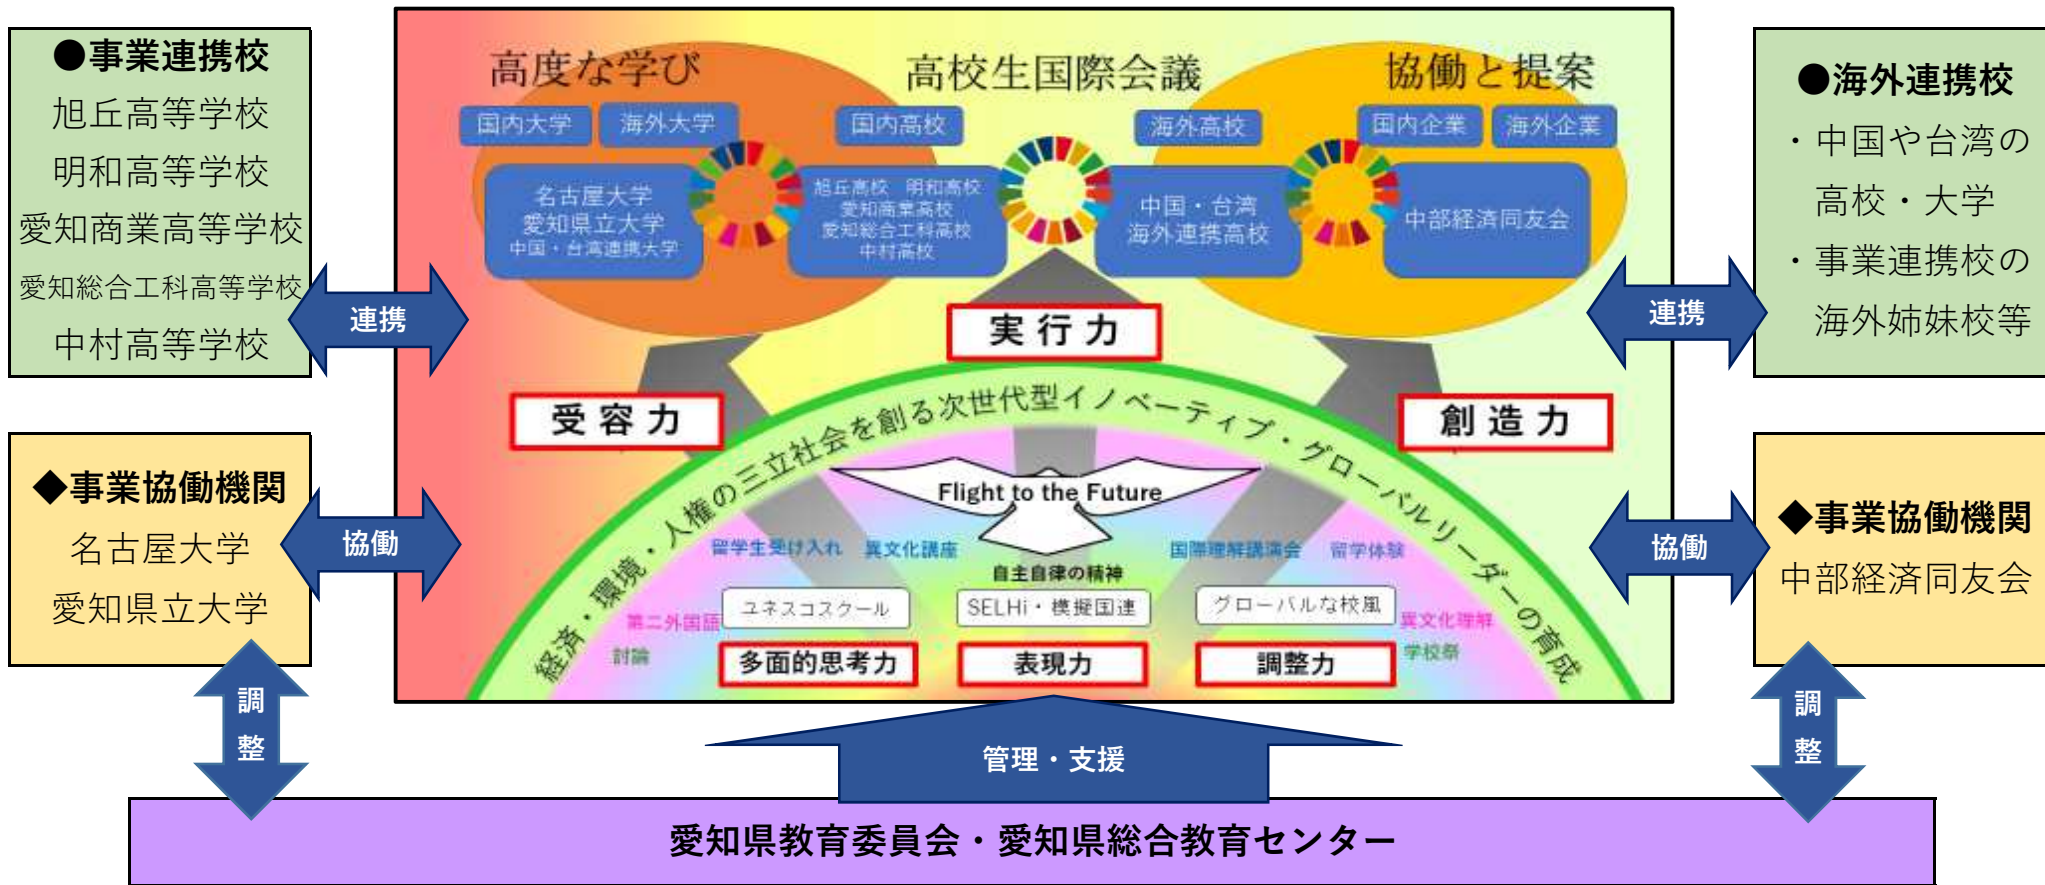 ●事業連携校
旭丘高等学校
明和高等学校
愛知商業高等学校
愛知総合工科高等学校
中村高等学校
連携
◆事業協働機関
名古屋大学
愛知県立大学
協働
調
整
高度な学び
高校生国際会議
協働と提案
国内大学
海外大学
国内高校
海外高校
国内企業
海外企業
名古屋大学
愛知県立大学
中国・台湾連携大学
旭丘高校 明和高校
愛知商業高校
愛知総合工科高校
中村高校
中国・台湾
海外連携高校
中部経済同友会
実行力
受容力
創造力
経済・環境・人権の三立社会を創る次世代型イノベーティブ・グローバルリーダーの育成
Flight to the Future
留学生受け入れ
異文化講座
国際理解講演会
留学体験
自主自律の精神
ユネスコスクール
SELHi・模擬国連
グローバルな校風
第二外国語
異文化理解
討論
学校祭
多面的思考力
表現力
調整力
●海外連携校
・中国や台湾の
高校・大学
・事業連携校の
海外姉妹校等
連携
◆事業協働機関
中部経済同友会
協働
調
整
管理・支援
愛知県教育委員会・愛知県総合教育センター